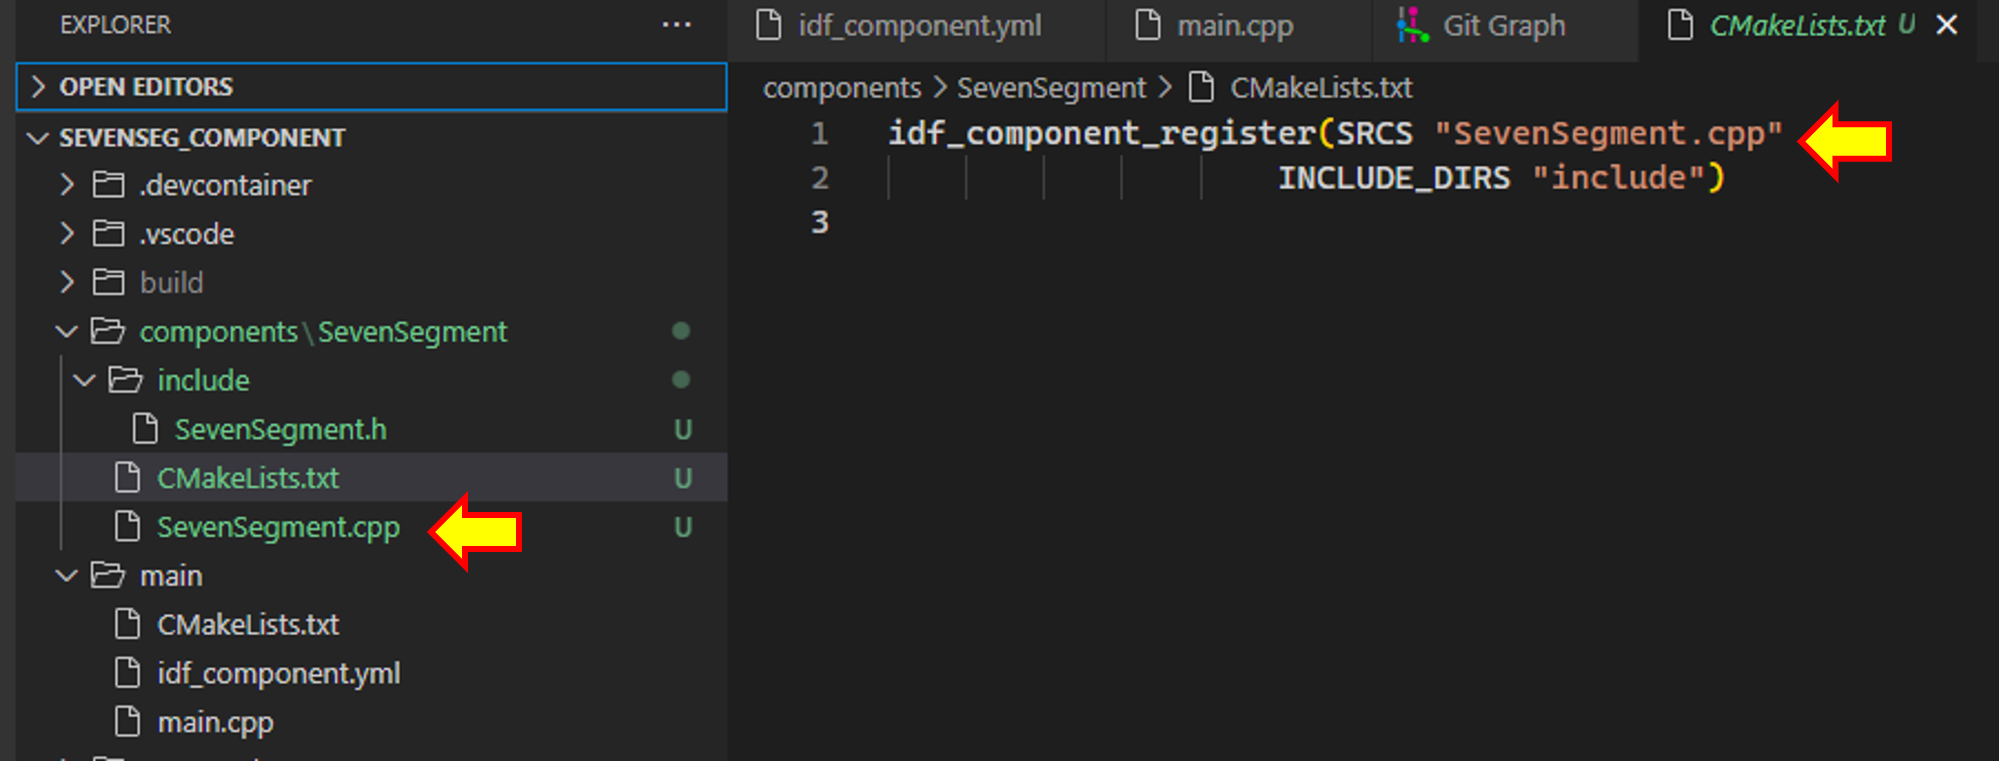 EXPLORER ···
OPEN EDITORS
SEVENSEG_COMPONENT
.devcontainer
.vscode
build
components\SevenSegment
include
SevenSegment.h U
CMakeLists.txt U
SevenSegment.cpp U
main
CMakeLists.txt
idf_component.yml
main.cpp
idf_component.yml main.cpp Git Graph CMakeLists.txt U
components > SevenSegment > CMakeLists.txt
1 idf_component_register(SRCS "SevenSegment.cpp"
2 INCLUDE_DIRS "include")
3